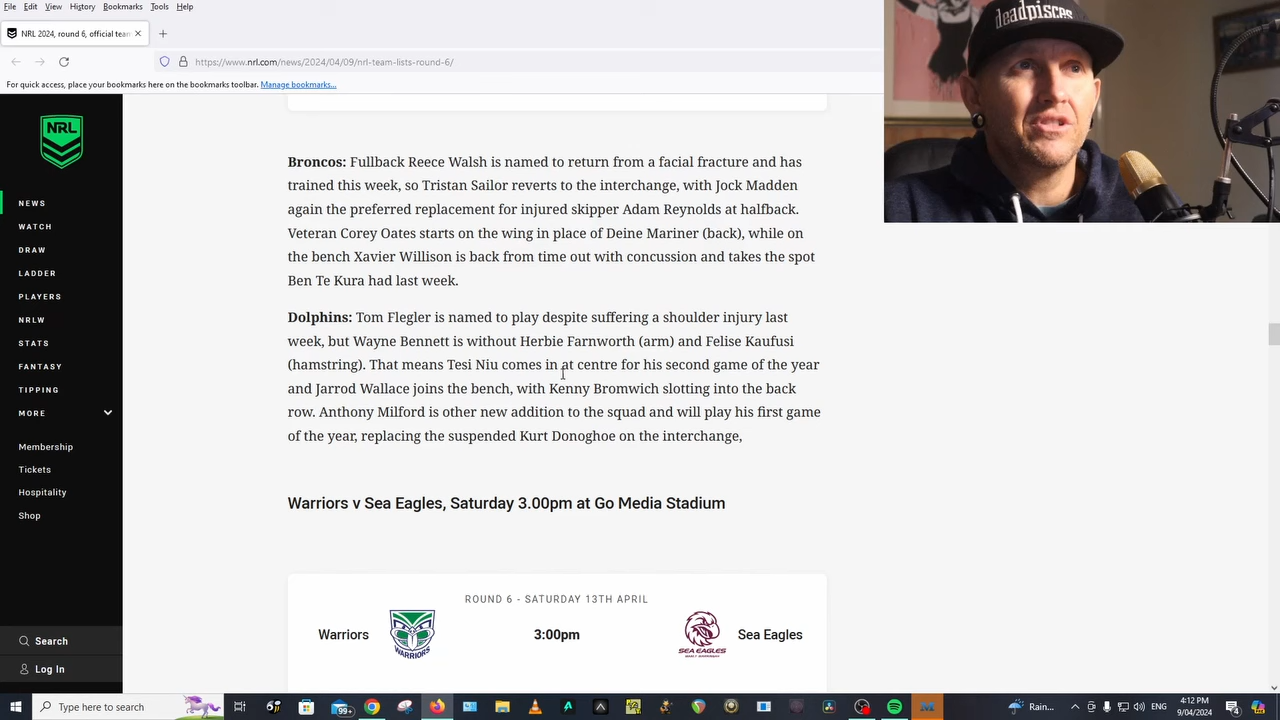 File Edit View History Bookmarks Tools Help
NRL 2024, round 6, official team
https://www.nrl.com/news/2024/04/09/nrl-team-lists-round-6/
For quick access, place your bookmarks here on the bookmarks toolbar. Manage bookmarks...
deadpisces
NRL
NEWS
WATCH
DRAW
LADDER
PLAYERS
NRLW
STATS
FANTASY
TIPPING
MORE
Membership
Tickets
Hospitality
Shop
Search
Log In
Broncos: Fullback Reece Walsh is named to return from a facial fracture and has
trained this week, so Tristan Sailor reverts to the interchange, with Jock Madden
again the preferred replacement for injured skipper Adam Reynolds at halfback.
Veteran Corey Oates starts on the wing in place of Deine Mariner (back), while on
the bench Xavier Willison is back from time out with concussion and takes the spot
Ben Te Kura had last week.
Dolphins: Tom Flegler is named to play despite suffering a shoulder injury last
week, but Wayne Bennett is without Herbie Farnworth (arm) and Felise Kaufusi
(hamstring). That means Tesi Niu comes in at centre for his second game of the year
and Jarrod Wallace joins the bench, with Kenny Bromwich slotting into the back
row. Anthony Milford is other new addition to the squad and will play his first game
of the year, replacing the suspended Kurt Donoghoe on the interchange,
Warriors v Sea Eagles, Saturday 3.00pm at Go Media Stadium
ROUND 6 - SATURDAY 13TH APRIL
Warriors WARRIORS 3:00pm SEA EAGLES Sea Eagles
Type here to search
99+
Rain...
ENG
4:12 PM
9/04/2024